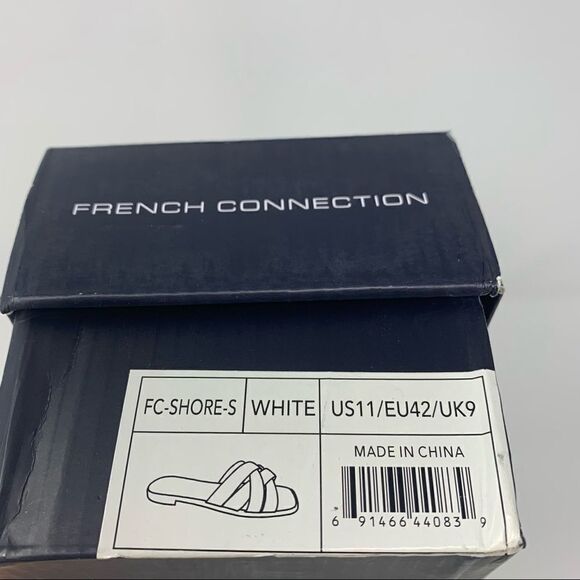 FRENCH CONNECTION
FC-SHORE-S WHITE US11/EU42/UK9
MADE IN CHINA
6 91466 44083 9